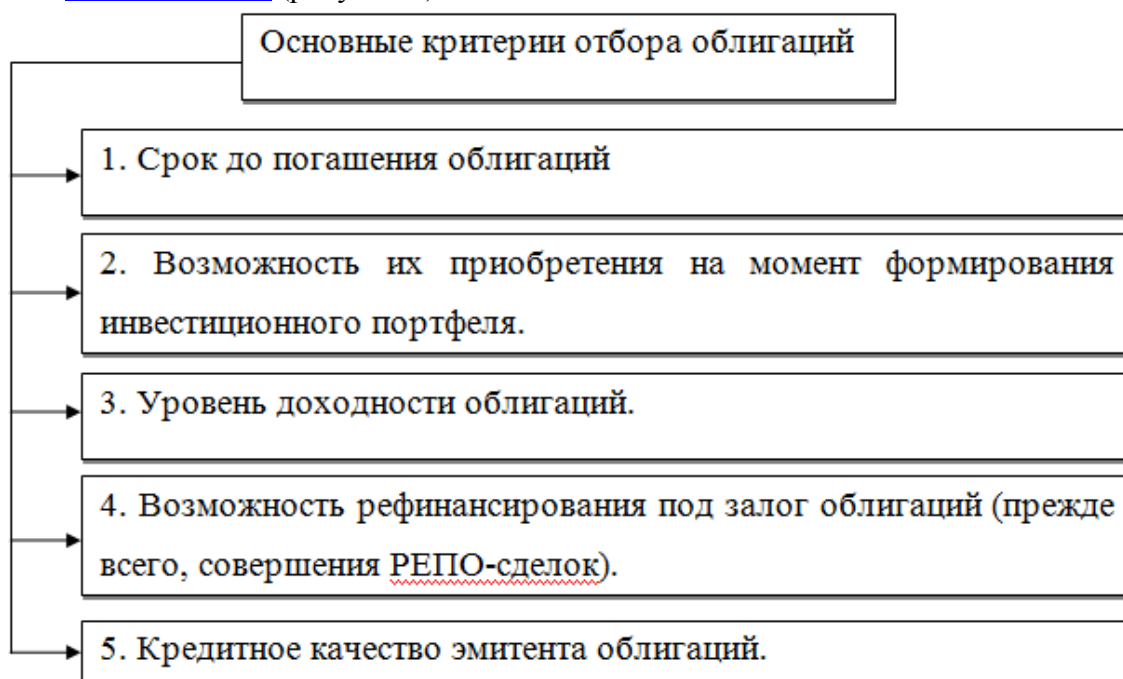 Основные критерии отбора облигаций
1. Срок до погашения облигаций
2. Возможность их приобретения на момент формирования
инвестиционного портфеля.
3. Уровень доходности облигаций.
4. Возможность рефинансирования под залог облигаций (прежде
всего, совершения РЕПО-сделок).
5. Кредитное качество эмитента облигаций.